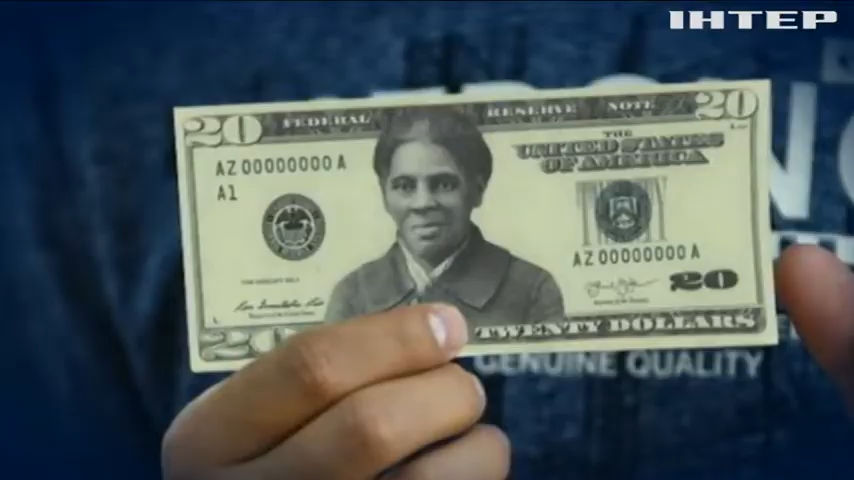 ІНТЕР
20 FEDERAL RESERVE NOTE 20
THE
UNITED STATES
OF AMERICA
AZ 00000000 A
A1
AZ 00000000 A
20
20 TWENTY DOLLARS
GENUINE QUALITY